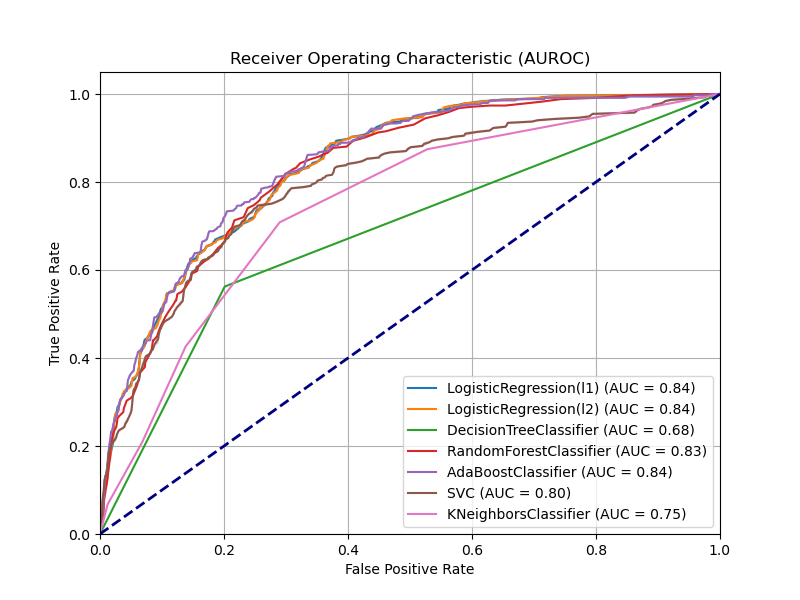 Receiver Operating Characteristic (AUROC)
1.0
0.8
0.6
0.4
0.2
0.0
True Positive Rate
LogisticRegression(l1) (AUC = 0.84)
LogisticRegression(l2) (AUC = 0.84)
DecisionTreeClassifier (AUC = 0.68)
RandomForestClassifier (AUC = 0.83)
AdaBoostClassifier (AUC = 0.84)
SVC (AUC = 0.80)
KNeighborsClassifier (AUC = 0.75)
0.0 0.2 0.4 0.6 0.8 1.0
False Positive Rate